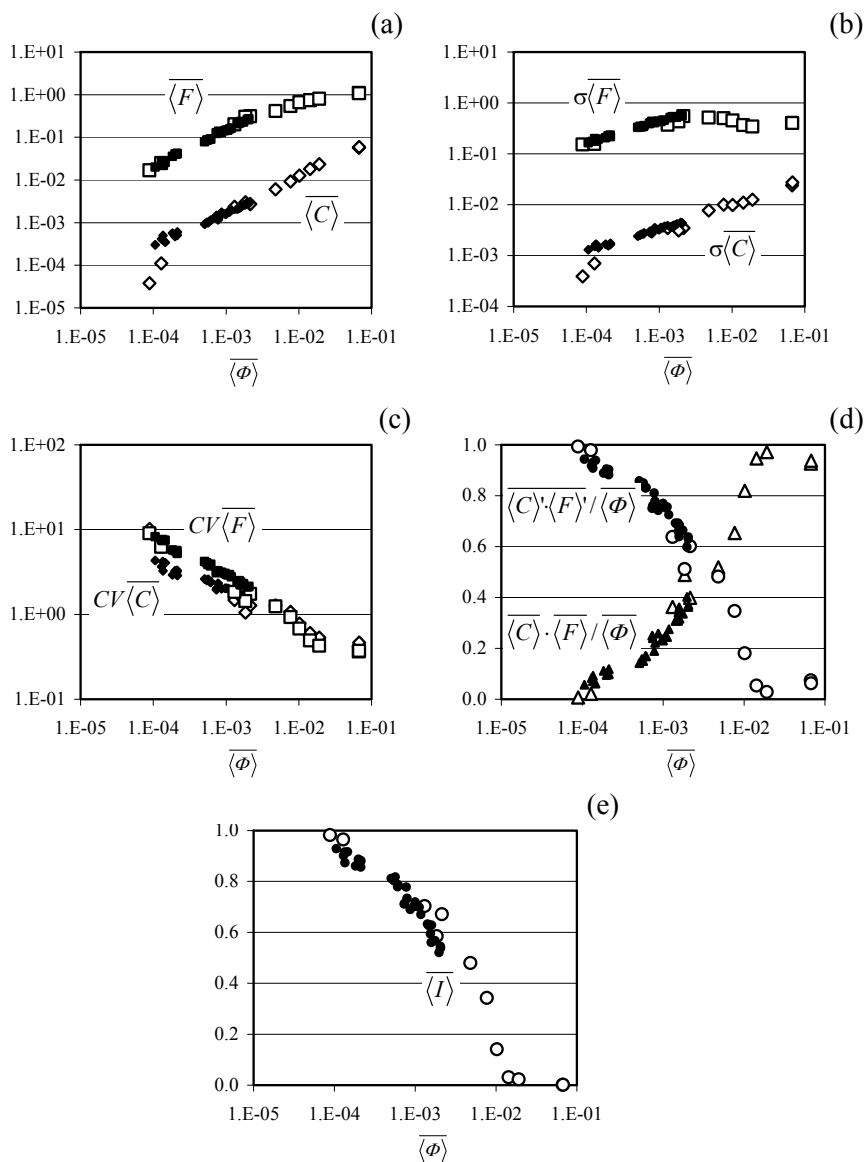 (a)
1.E+01
1.E+00
1.E-01
1.E-02
1.E-03
1.E-04
1.E-05
⟨F⟩
⟨C⟩
1.E-05 1.E-04 1.E-03 1.E-02 1.E-01
⟨Φ⟩
(b)
1.E+01
1.E+00
1.E-01
1.E-02
1.E-03
1.E-04
σ⟨F⟩
σ⟨C⟩
1.E-05 1.E-04 1.E-03 1.E-02 1.E-01
⟨Φ⟩
(c)
1.E+02
1.E+01
1.E+00
1.E-01
CV⟨F⟩
CV⟨C⟩
1.E-05 1.E-04 1.E-03 1.E-02 1.E-01
⟨Φ⟩
(d)
1.0
0.8
0.6
0.4
0.2
0.0
⟨C⟩'·⟨F⟩'/⟨Φ⟩
⟨C⟩·⟨F⟩/⟨Φ⟩
1.E-05 1.E-04 1.E-03 1.E-02 1.E-01
⟨Φ⟩
(e)
1.0
0.8
0.6
0.4
0.2
0.0
⟨I⟩
1.E-05 1.E-04 1.E-03 1.E-02 1.E-01
⟨Φ⟩